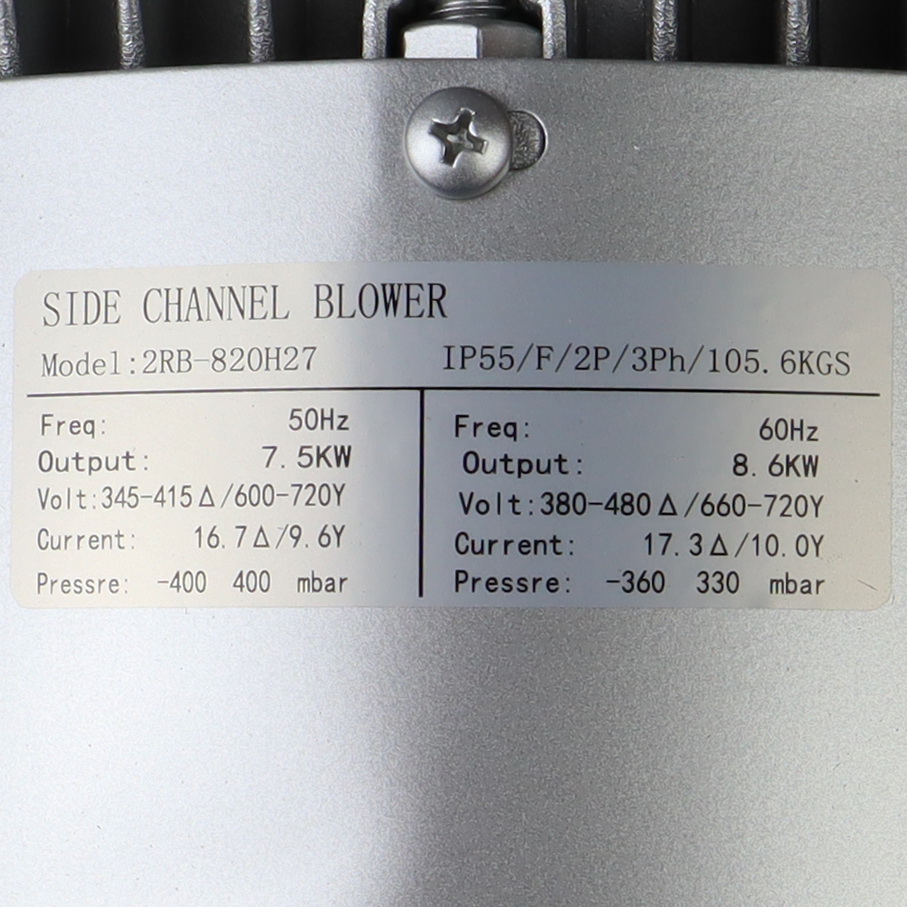 SIDE CHANNEL BLOWER
Model:2RB-820H27 IP55/F/2P/3Ph/105.6KGS
Freq: 50Hz
Output: 7.5KW
Volt:345-415Δ/600-720Y
Current: 16.7Δ/9.6Y
Pressre: -400 400 mbar
Freq: 60Hz
Output: 8.6KW
Volt:380-480Δ/660-720Y
Current: 17.3Δ/10.0Y
Pressre: -360 330 mbar